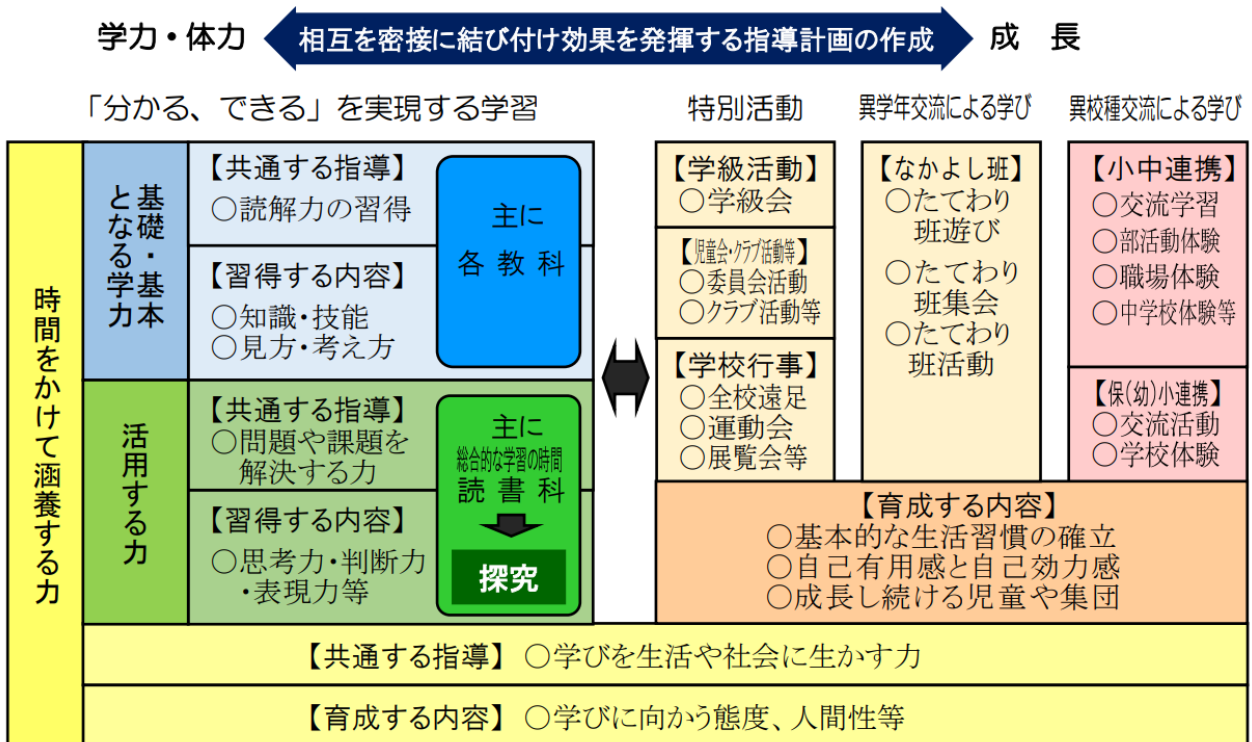 学力・体力
相互を密接に結び付け効果を発揮する指導計画の作成
成 長
「分かる、できる」を実現する学習
特別活動
異学年交流による学び
異校種交流による学び
時間をかけて涵養する力
基礎・基本
となる学力
【共通する指導】
○読解力の習得
【習得する内容】
○知識・技能
○見方・考え方
主に
各教科
活用する力
【共通する指導】
○問題や課題を
解決する力
【習得する内容】
○思考力・判断力
・表現力等
主に
総合的な学習の時間
読書科
探究
【学級活動】
○学級会
【児童会・クラブ活動等】
○委員会活動
○クラブ活動等
【学校行事】
○全校遠足
○運動会
○展覧会等
【なかよし班】
○たてわり
班遊び
○たてわり
班集会
○たてわり
班活動
【小中連携】
○交流学習
○部活動体験
○職場体験
○中学校体験等
【保(幼)小連携】
○交流活動
○学校体験
【育成する内容】
○基本的な生活習慣の確立
○自己有用感と自己効力感
○成長し続ける児童や集団
【共通する指導】○学びを生活や社会に生かす力
【育成する内容】○学びに向かう態度、人間性等